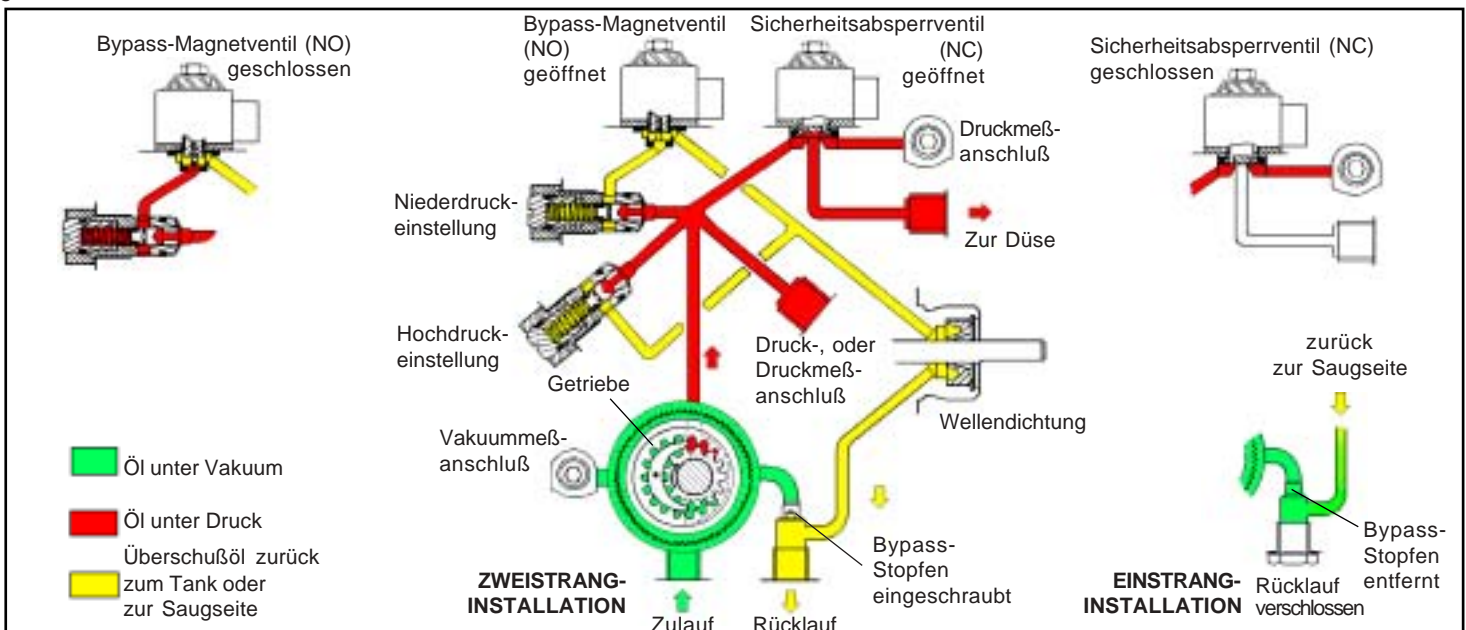 Bypass-Magnetventil (NO)
geschlossen
Bypass-Magnetventil
(NO)
geöffnet
Sicherheitsabsperrventil
(NC)
geöffnet
Sicherheitsabsperrventil (NC)
geschlossen
Druckmeß-
anschluß
Niederdruck-
einstellung
Zur Düse
Hochdruck-
einstellung
Druck-, oder
Druckmeß-
anschluß
Getriebe
Wellendichtung
zurück
zur Saugseite
Vakuummeß-
anschluß
Öl unter Vakuum
Öl unter Druck
Überschußöl zurück
zum Tank oder
zur Saugseite
ZWEISTRANG-
INSTALLATION
Zulauf
Rücklauf
Bypass-
Stopfen
eingeschraubt
EINSTRANG-
INSTALLATION
Rücklauf
verschlossen
Bypass-
Stopfen
entfernt